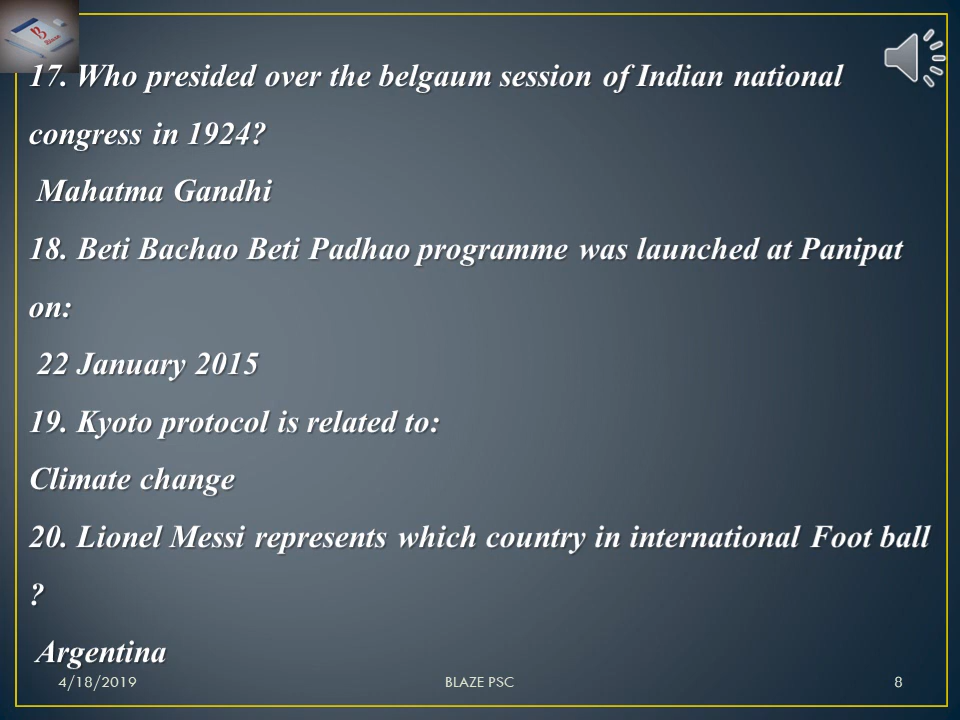 17. Who presided over the belgaum session of Indian national
congress in 1924?
Mahatma Gandhi
18. Beti Bachao Beti Padhao programme was launched at Panipat
on:
22 January 2015
19. Kyoto protocol is related to:
Climate change
20. Lionel Messi represents which country in international Foot ball
?
Argentina
4/18/2019 BLAZE PSC 8